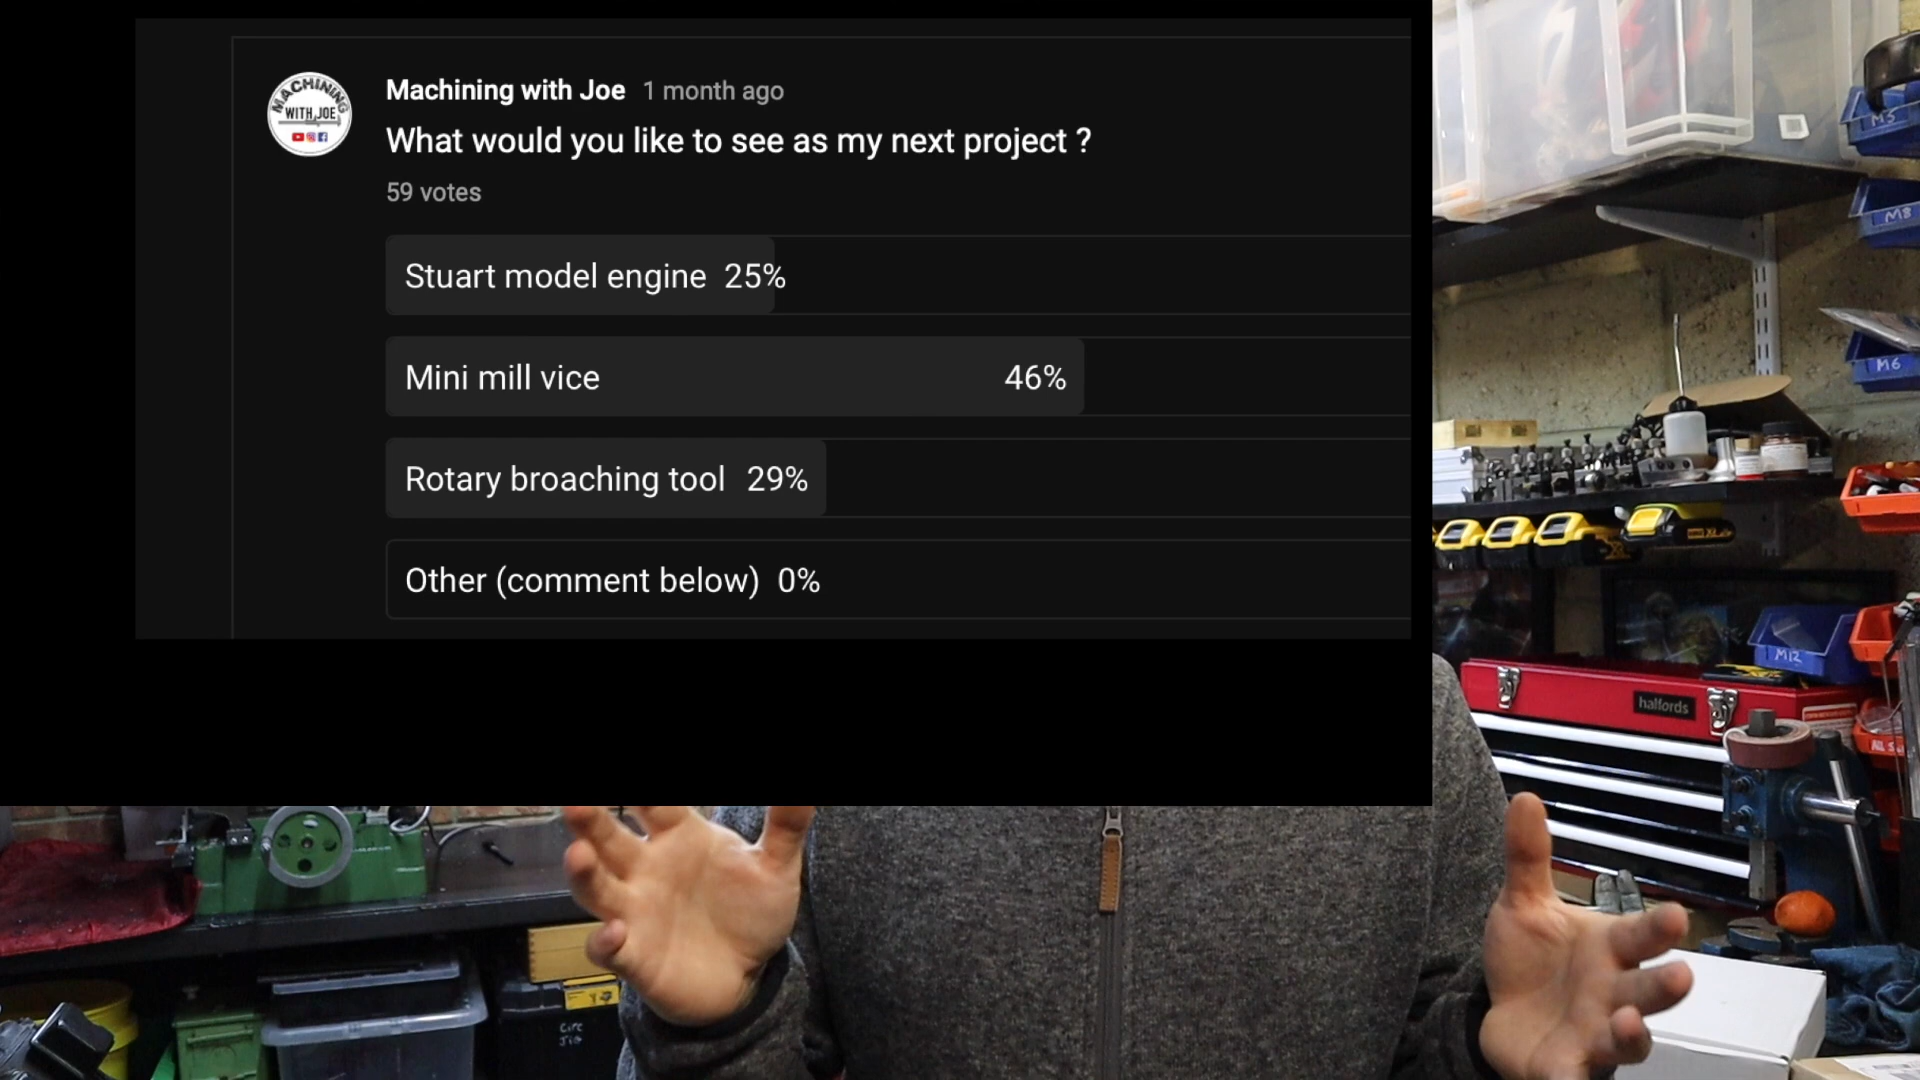 MACHINING
WITH JOE
Machining with Joe 1 month ago
What would you like to see as my next project ?
59 votes
Stuart model engine 25%
Mini mill vice 46%
Rotary broaching tool 29%
Other (comment below) 0%
M5
M8
M6
M12
halfords
CIRC
JIG